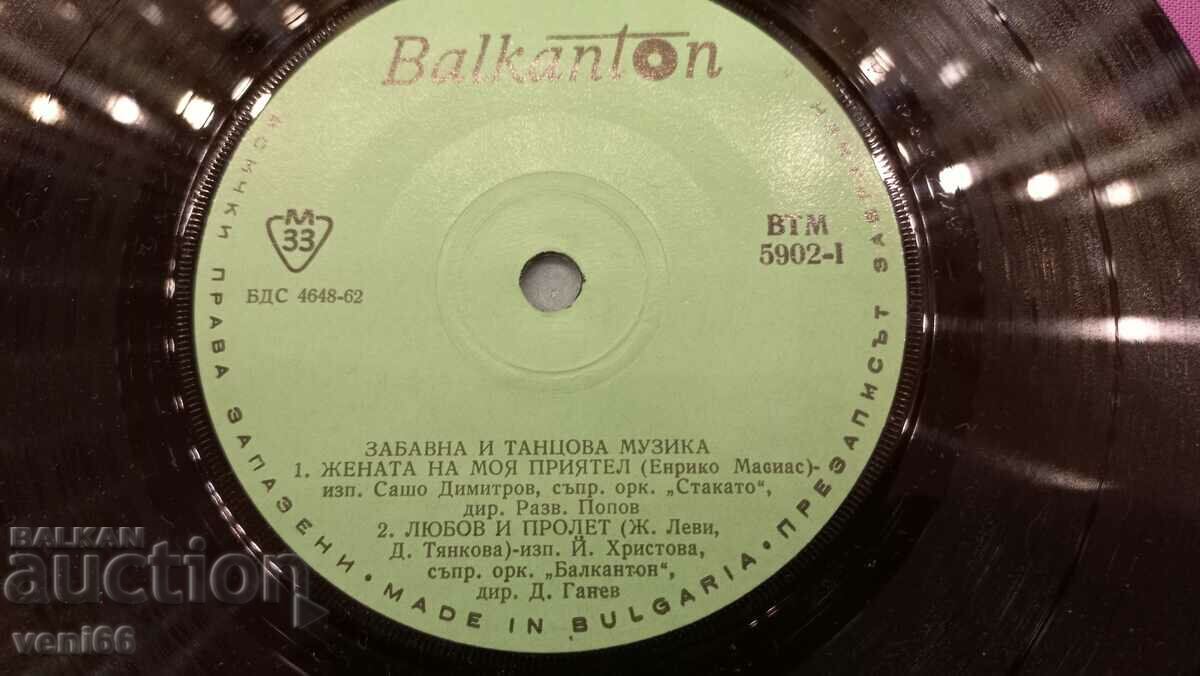 Balkanton
М
33
БДС 4648-62
ВТМ
5902-I
ЗАБАВНА И ТАНЦОВА МУЗИКА
1. ЖЕНАТА НА МОЯ ПРИЯТЕЛ (Енрико Масиас)-
изп. Сашо Димитров, съпр. орк. „Стакато",
дир. Разв. Попов
2. ЛЮБОВ И ПРОЛЕТ (Ж. Леви,
Д. Тянкова)-изп. Й. Христова,
съпр. орк. „Балкантон",
дир. Д. Ганев
ВСИЧКИ ПРАВА ЗАПАЗЕНИ • MADE IN BULGARIA • ПРЕЗАПИСЪТ ЗАБРАНЕН
BALKAN
auction
veni66